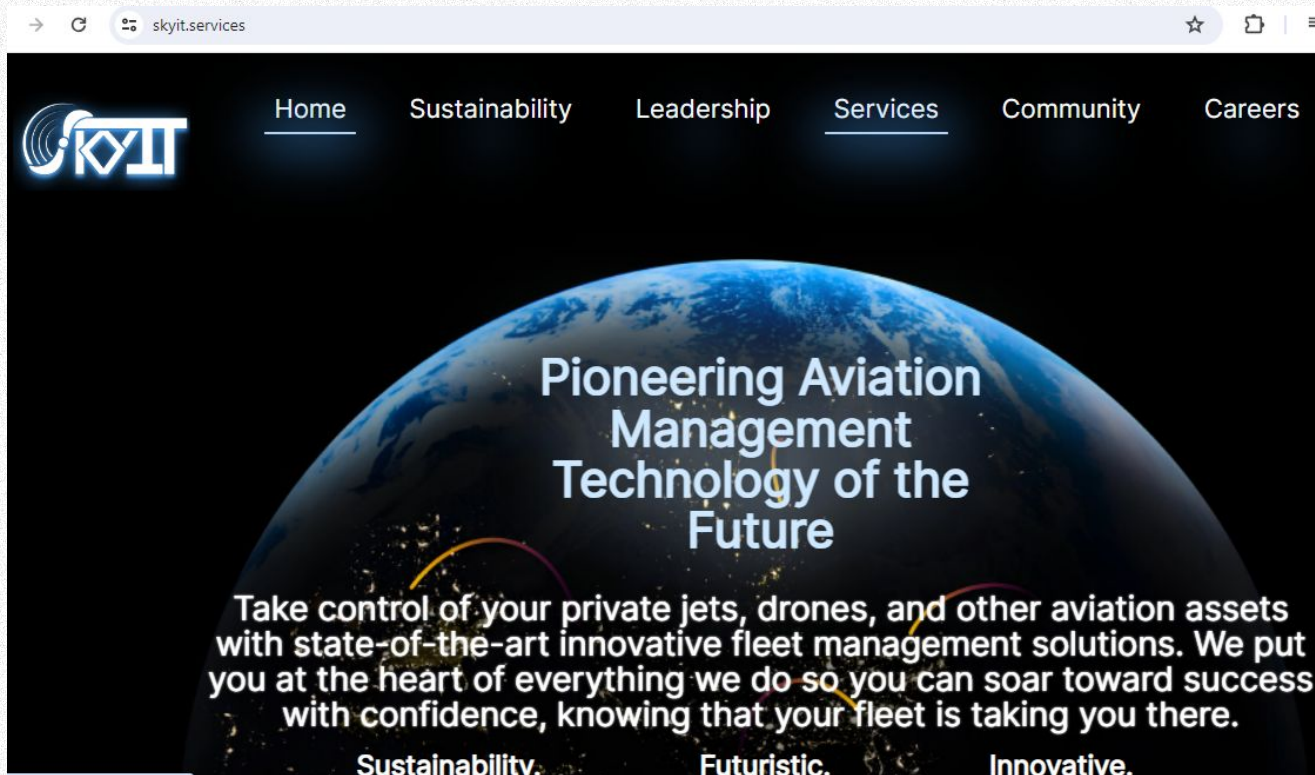 skyit.services
SKYIT Home Sustainability Leadership Services Community Careers
Pioneering Aviation
Management
Technology of the
Future
Take control of your private jets, drones, and other aviation assets
with state-of-the-art innovative fleet management solutions. We put
you at the heart of everything we do so you can soar toward success
with confidence, knowing that your fleet is taking you there.
Sustainability. Futuristic. Innovative.